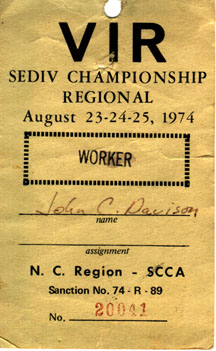 VIR
SEDIV CHAMPIONSHIP
REGIONAL
August 23-24-25, 1974
WORKER
John C. Davison
name
assignment
N. C. Region - SCCA
Sanction No. 74 - R - 89
No. 20041